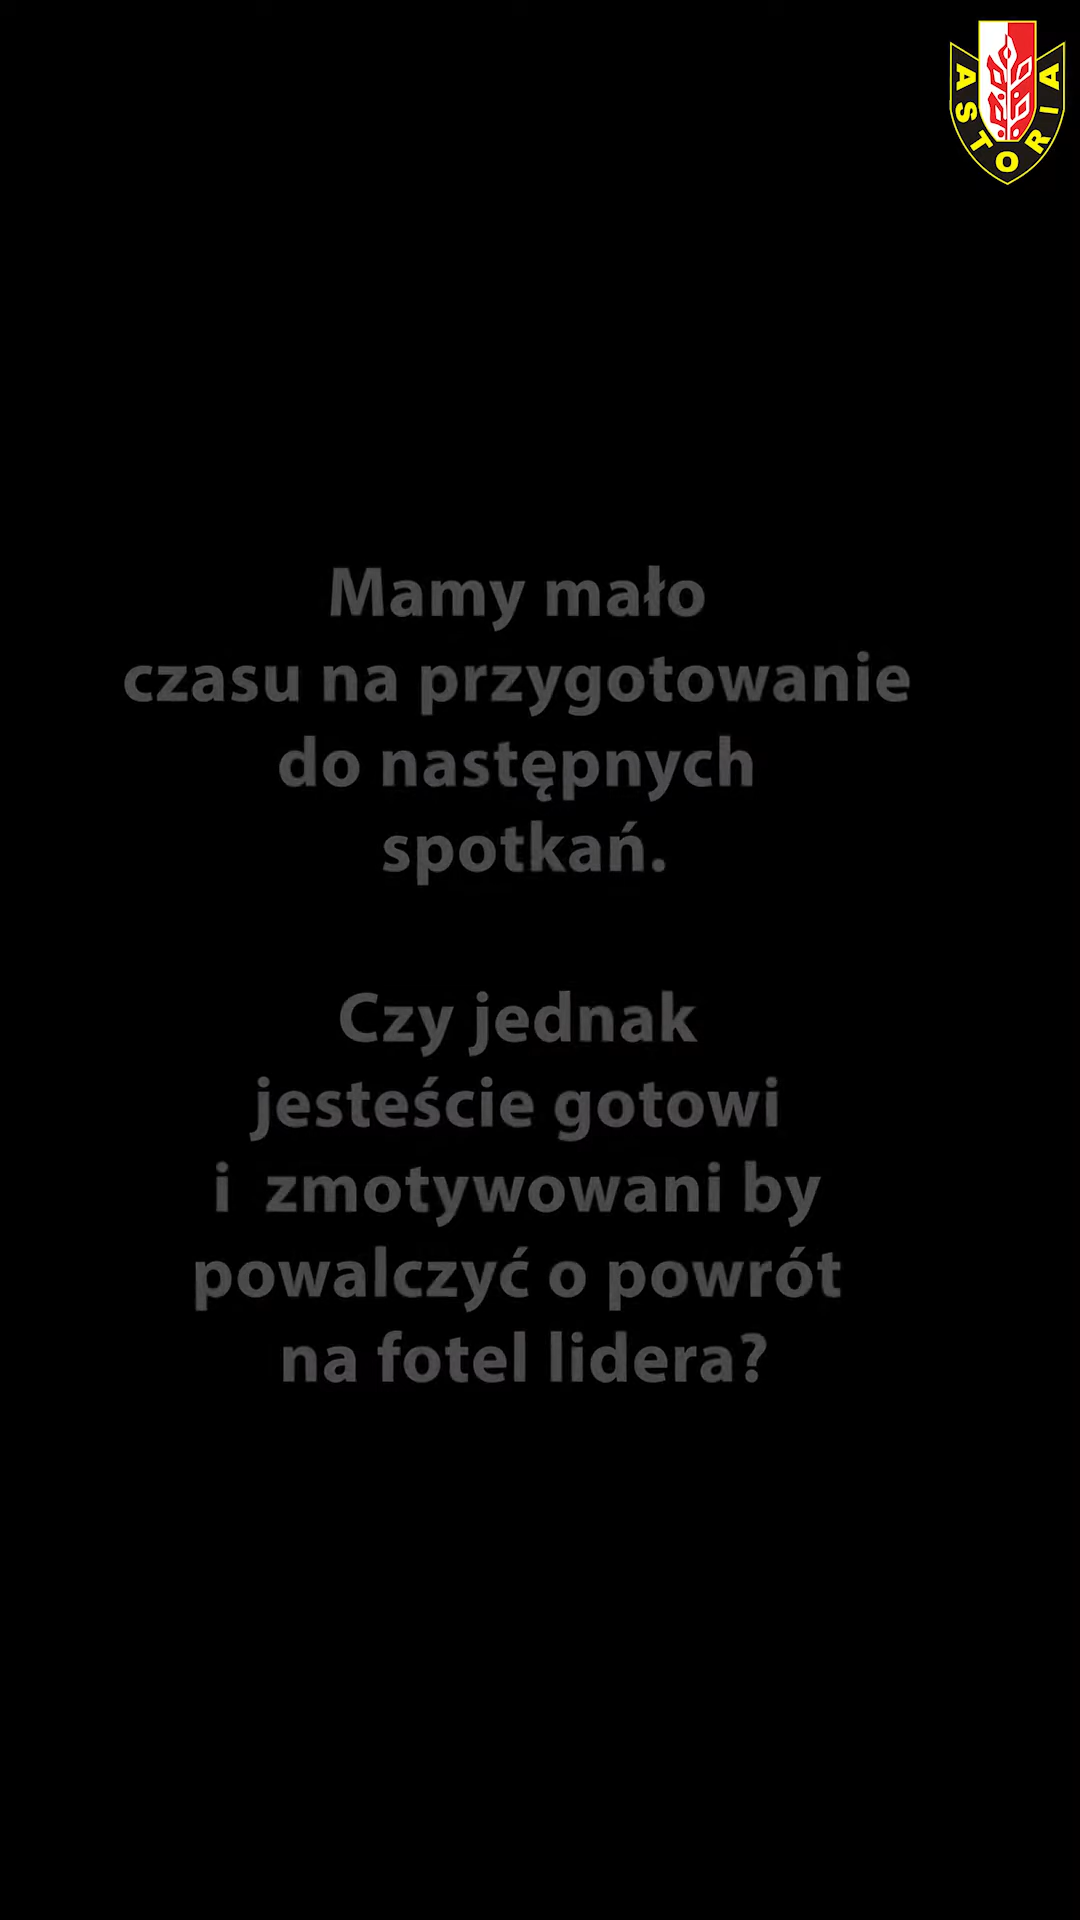 ASTORIA
Mamy mało
czasu na przygotowanie
do następnych
spotkań.
Czy jednak
jesteście gotowi
i  zmotywowani by
powalczyć o powrót
na fotel lidera?